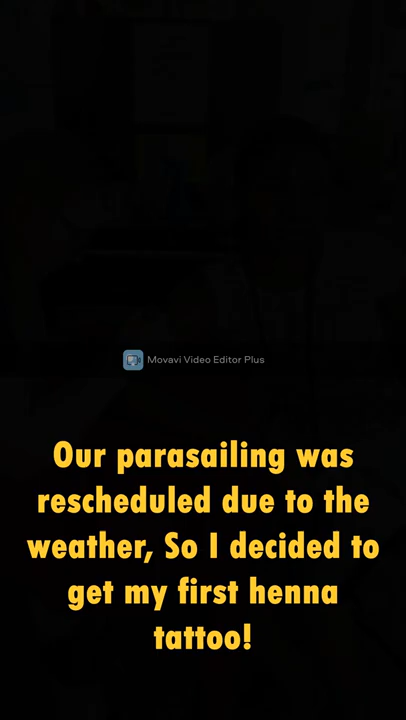 Movavi Video Editor Plus
Our parasailing was
rescheduled due to the
weather, So I decided to
get my first henna
tattoo!